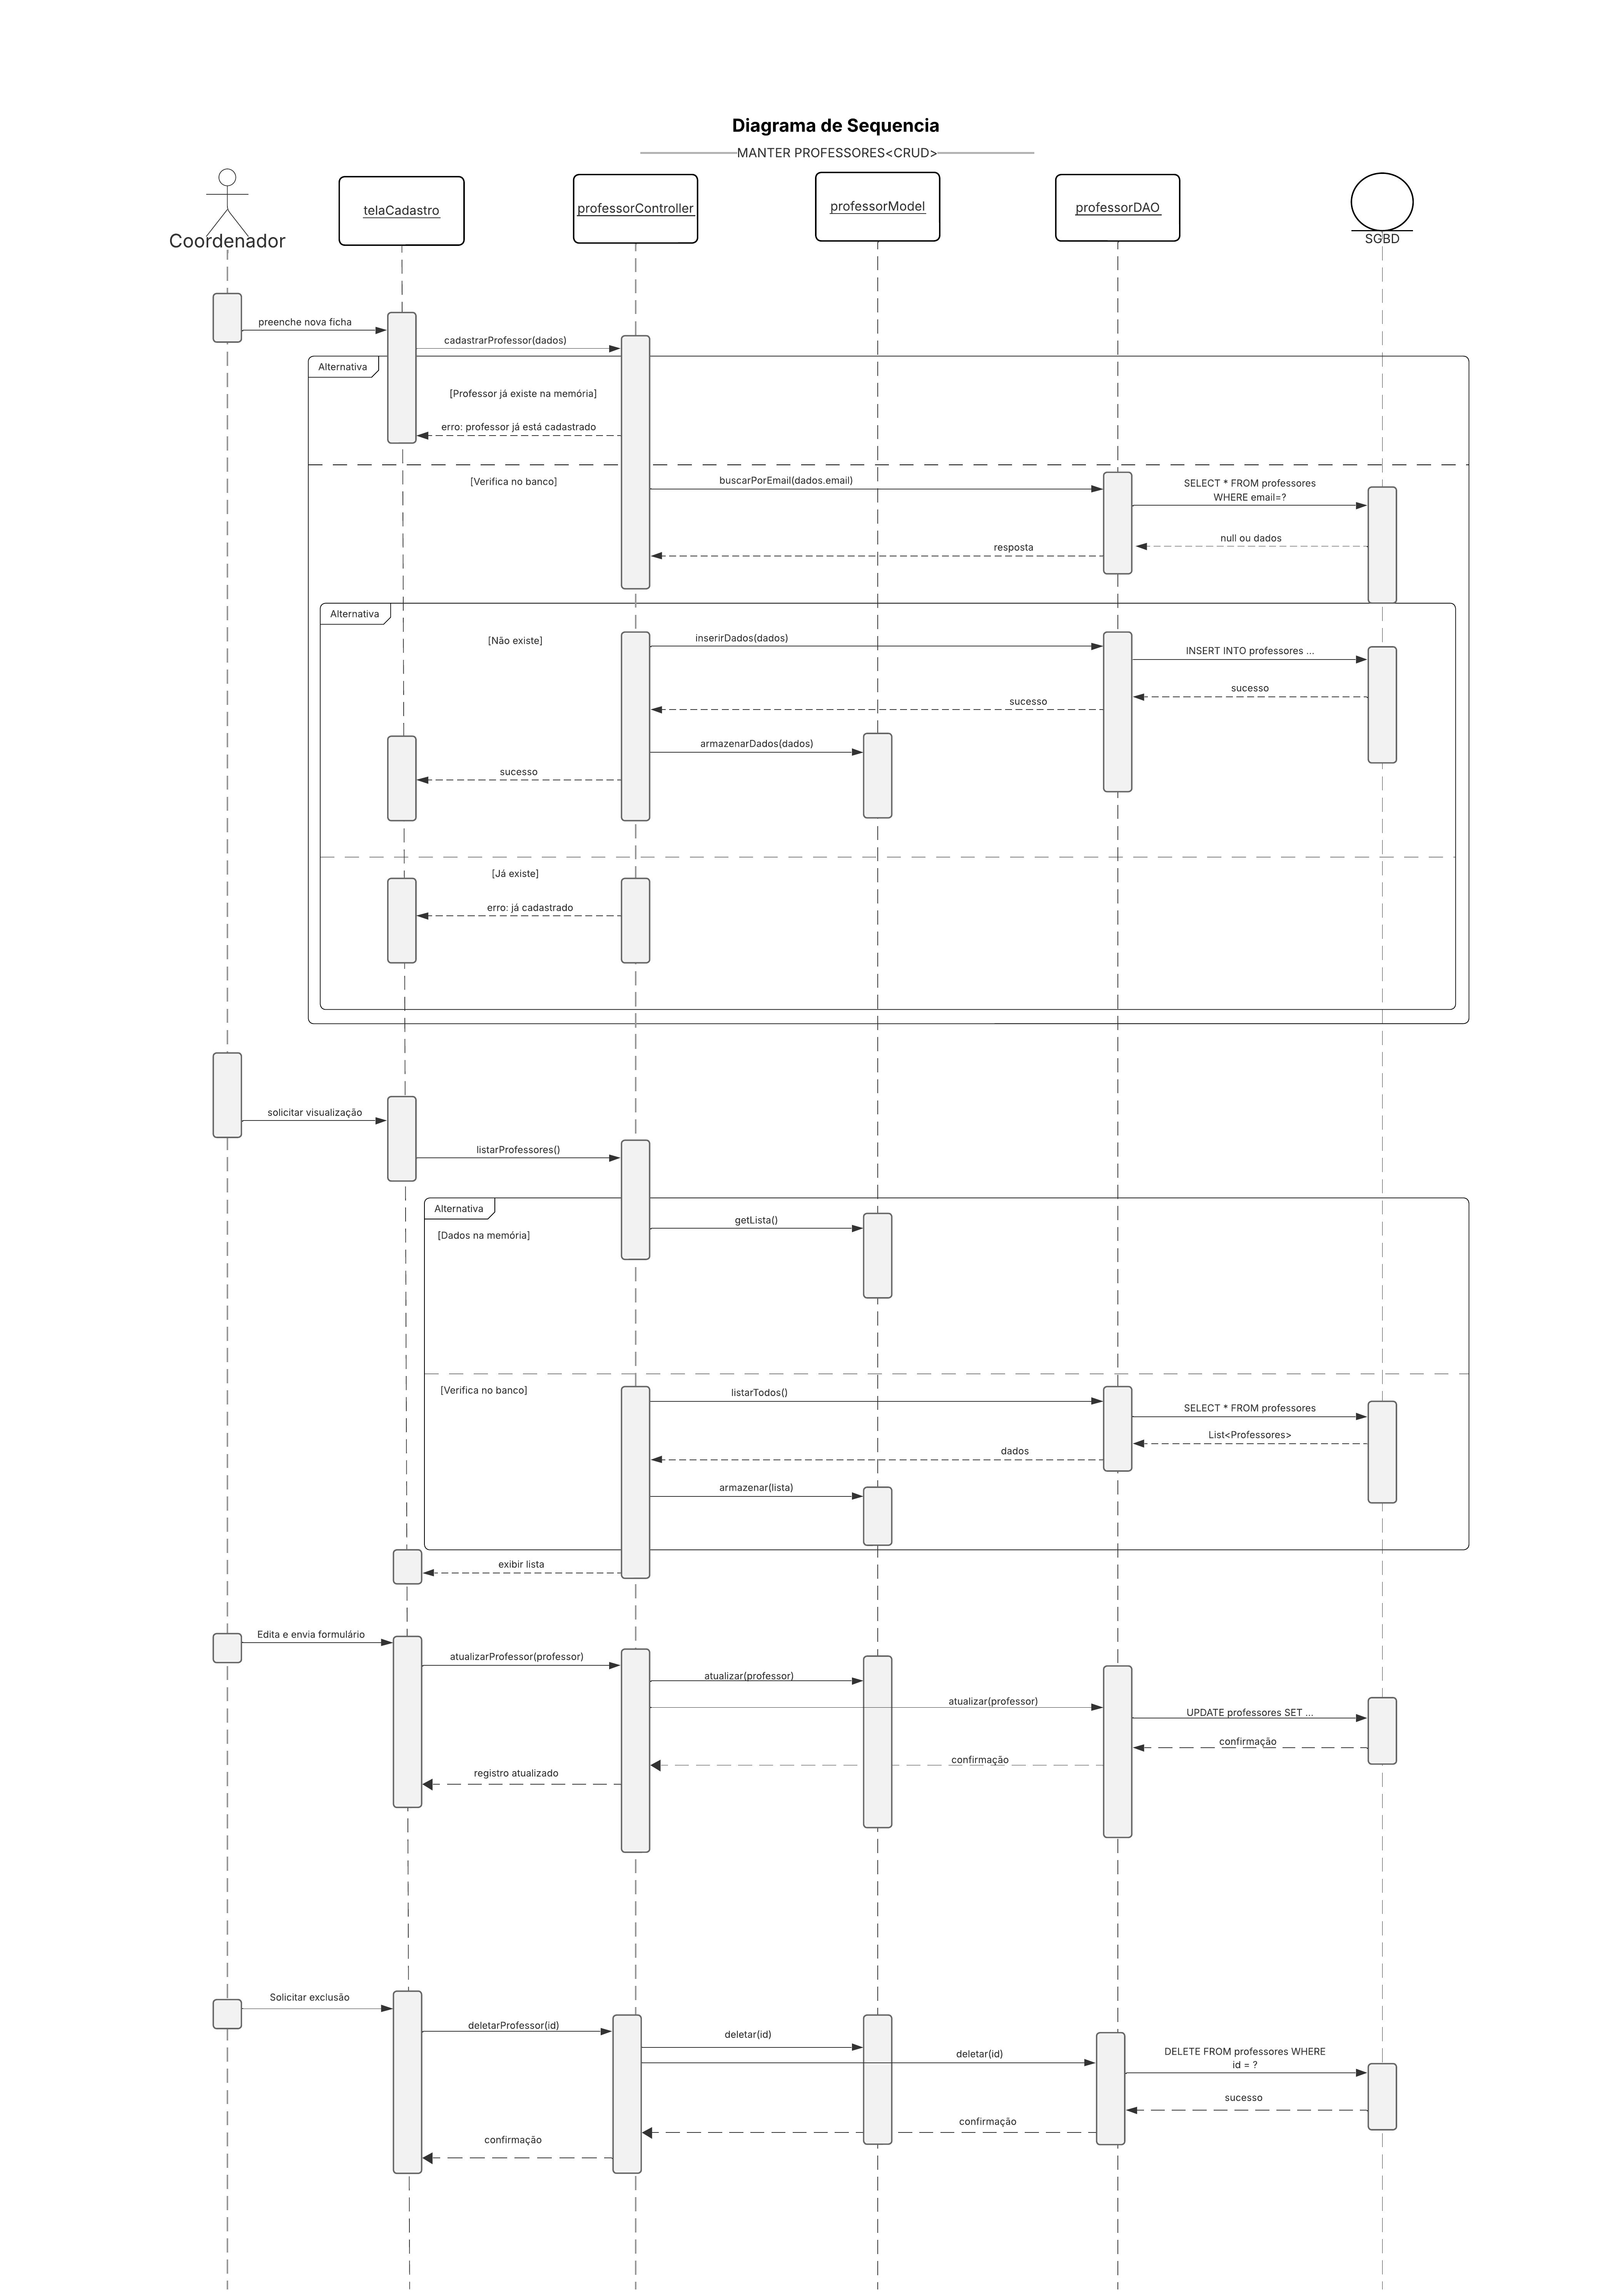 Diagrama de Sequencia
MANTER PROFESSORES<CRUD>
Coordenador
telaCadastro
professorController
professorModel
professorDAO
SGBD
preenche nova ficha
cadastrarProfessor(dados)
Alternativa
[Professor já existe na memória]
erro: professor já está cadastrado
[Verifica no banco]
buscarPorEmail(dados.email)
SELECT * FROM professores
WHERE email=?
null ou dados
resposta
Alternativa
[Não existe]
inserirDados(dados)
INSERT INTO professores ...
sucesso
sucesso
armazenarDados(dados)
sucesso
[Já existe]
erro: já cadastrado
solicitar visualização
listarProfessores()
Alternativa
getLista()
[Dados na memória]
[Verifica no banco]
listarTodos()
SELECT * FROM professores
List<Professores>
dados
armazenar(lista)
exibir lista
Edita e envia formulário
atualizarProfessor(professor)
atualizar(professor)
atualizar(professor)
UPDATE professores SET ...
confirmação
confirmação
registro atualizado
Solicitar exclusão
deletarProfessor(id)
deletar(id)
deletar(id)
DELETE FROM professores WHERE
id = ?
sucesso
confirmação
confirmação